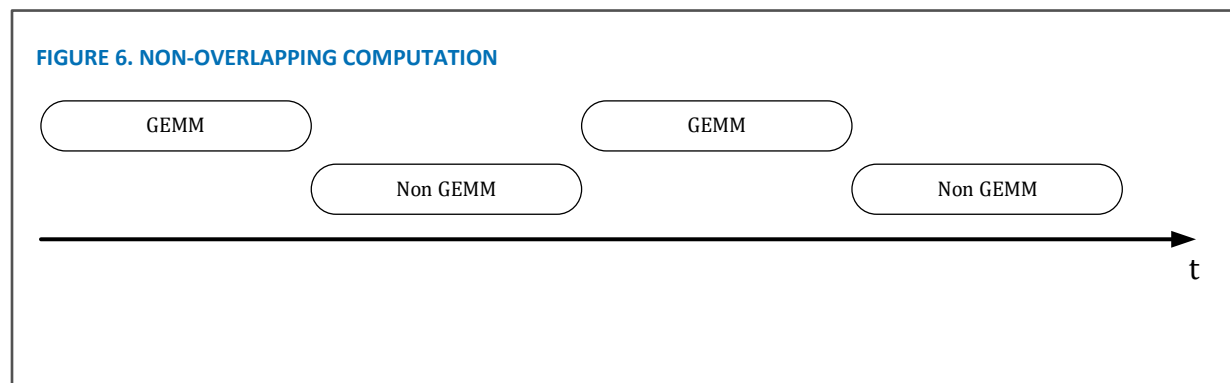 FIGURE 6. NON-OVERLAPPING COMPUTATION
GEMM
GEMM
Non GEMM
Non GEMM
t